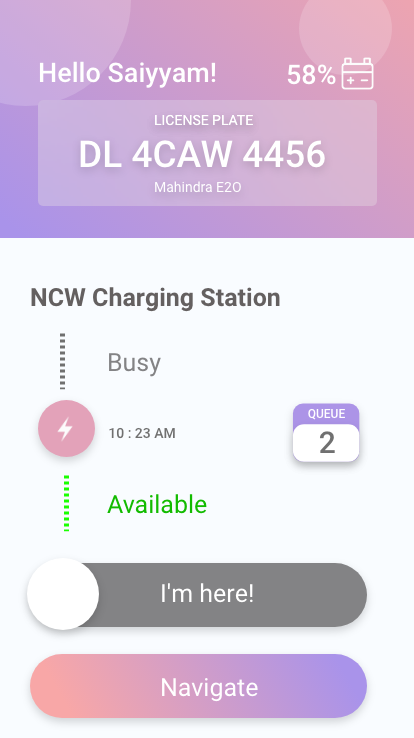 Hello Saiyyam!
58%
LICENSE PLATE
DL 4CAW 4456
Mahindra E2O
NCW Charging Station
Busy
10 : 23 AM
QUEUE
2
Available
I'm here!
Navigate